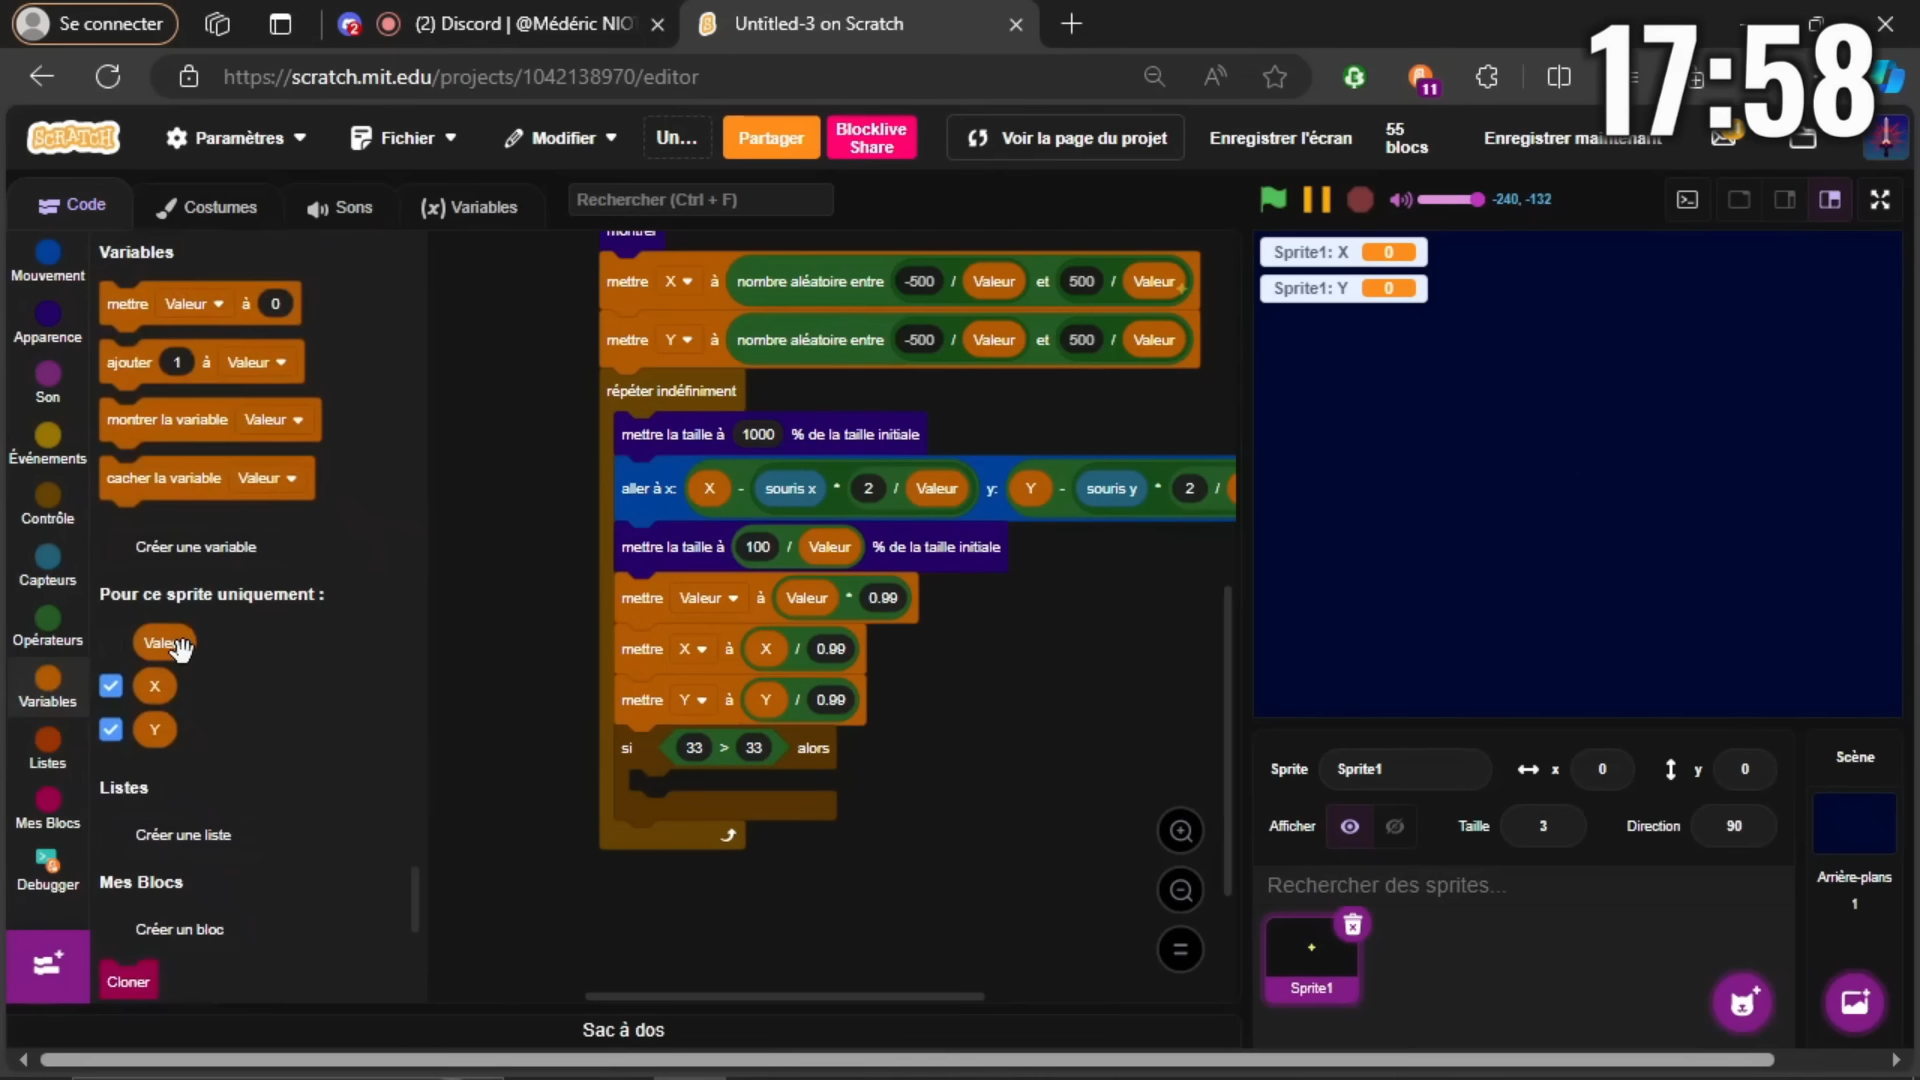 Se connecter
(2) Discord | @Médéric NIO
Untitled-3 on Scratch
17:58
https://scratch.mit.edu/projects/1042138970/editor
11
SCRATCH
Paramètres
Fichier
Modifier
Un...
Partager
Blocklive
Share
Voir la page du projet
Enregistrer l'écran
55
blocs
Enregistrer maintenant
Code
Costumes
Sons
(x) Variables
Rechercher (Ctrl + F)
-240, -132
Mouvement
Apparence
Son
Événements
Contrôle
Capteurs
Opérateurs
Variables
Listes
Mes Blocs
Debugger
Variables
mettre Valeur à 0
ajouter 1 à Valeur
montrer la variable Valeur
cacher la variable Valeur
Créer une variable
Pour ce sprite uniquement :
Valeur
X
Y
Listes
Créer une liste
Mes Blocs
Créer un bloc
Cloner
montrer
mettre X à nombre aléatoire entre -500 / Valeur et 500 / Valeur
mettre Y à nombre aléatoire entre -500 / Valeur et 500 / Valeur
répéter indéfiniment
mettre la taille à 1000 % de la taille initiale
aller à x: X - souris x * 2 / Valeur y: Y - souris y * 2 /
mettre la taille à 100 / Valeur % de la taille initiale
mettre Valeur à Valeur * 0.99
mettre X à X / 0.99
mettre Y à Y / 0.99
si 33 > 33 alors
Sac à dos
Sprite1: X 0
Sprite1: Y 0
Sprite Sprite1 x 0 y 0
Afficher Taille 3 Direction 90
Rechercher des sprites...
Sprite1
Scène
Arrière-plans
1